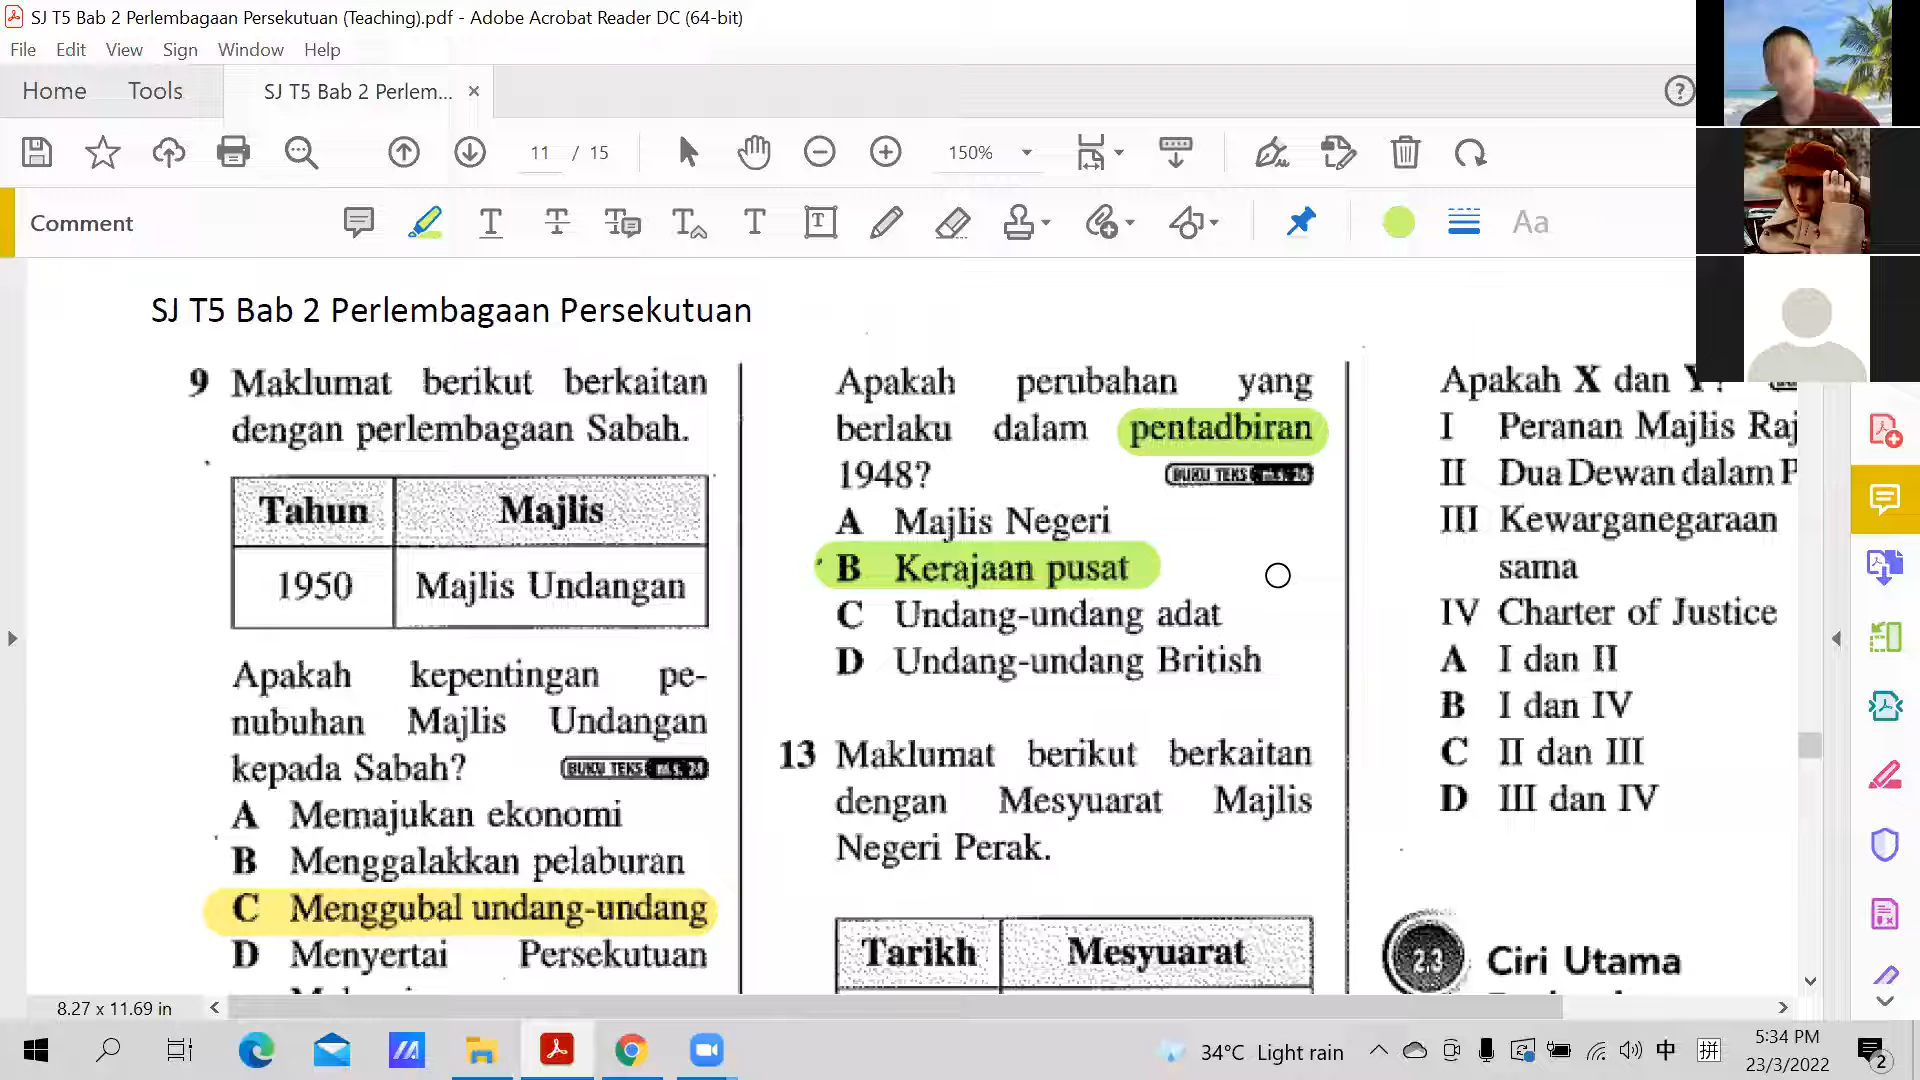 SJ T5 Bab 2 Perlembagaan Persekutuan (Teaching).pdf - Adobe Acrobat Reader DC (64-bit)
File Edit View Sign Window Help
Home Tools SJ T5 Bab 2 Perlem... ×
11 / 15 150%
Comment
Aa
SJ T5 Bab 2 Perlembagaan Persekutuan
9 Maklumat berikut berkaitan
dengan perlembagaan Sabah.
Tahun Majlis
1950 Majlis Undangan
Apakah kepentingan pe-
nubuhan Majlis Undangan
kepada Sabah? BUKU TEKS m.s. 24
A Memajukan ekonomi
B Menggalakkan pelaburan
C Menggubal undang-undang
D Menyertai Persekutuan
Apakah perubahan yang
berlaku dalam pentadbiran
1948? BUKU TEKS
A Majlis Negeri
B Kerajaan pusat
C Undang-undang adat
D Undang-undang British
13 Maklumat berikut berkaitan
dengan Mesyuarat Majlis
Negeri Perak.
Tarikh Mesyuarat
Apakah X dan Y?
I Peranan Majlis Raj
II Dua Dewan dalam P
III Kewarganegaraan
sama
IV Charter of Justice
A I dan II
B I dan IV
C II dan III
D III dan IV
2.3 Ciri Utama
8.27 x 11.69 in
34°C Light rain
中 拼
5:34 PM
23/3/2022
2